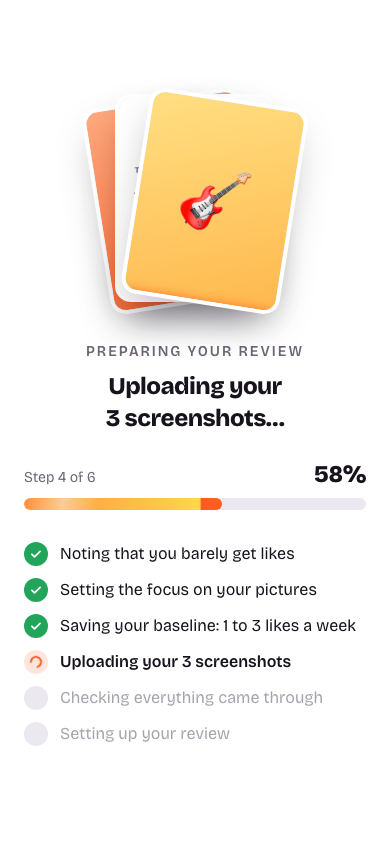 PREPARING YOUR REVIEW
Uploading your
3 screenshots...
Step 4 of 6
58%
Noting that you barely get likes
Setting the focus on your pictures
Saving your baseline: 1 to 3 likes a week
Uploading your 3 screenshots
Checking everything came through
Setting up your review